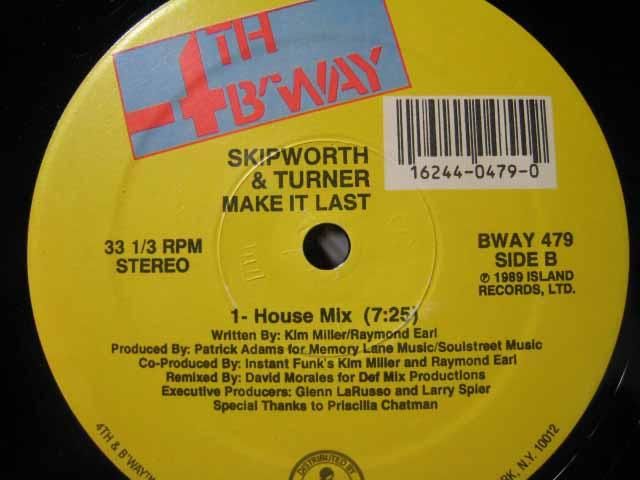 4TH
B'WAY
SKIPWORTH
& TURNER
MAKE IT LAST
16244-0479-0
33 1/3 RPM
STEREO
BWAY 479
SIDE B
℗ 1989 ISLAND
RECORDS, LTD.
1- House Mix (7:25)
Written By: Kim Miller/Raymond Earl
Produced By: Patrick Adams for Memory Lane Music/Soulstreet Music
Co-Produced By: Instant Funk's Kim Miller and Raymond Earl
Remixed By: David Morales for Def Mix Productions
Executive Producers: Glenn LaRusso and Larry Spier
Special Thanks to Priscilla Chatman
4TH & B'WAY
N.Y. 10012
DISTRIBUTED BY